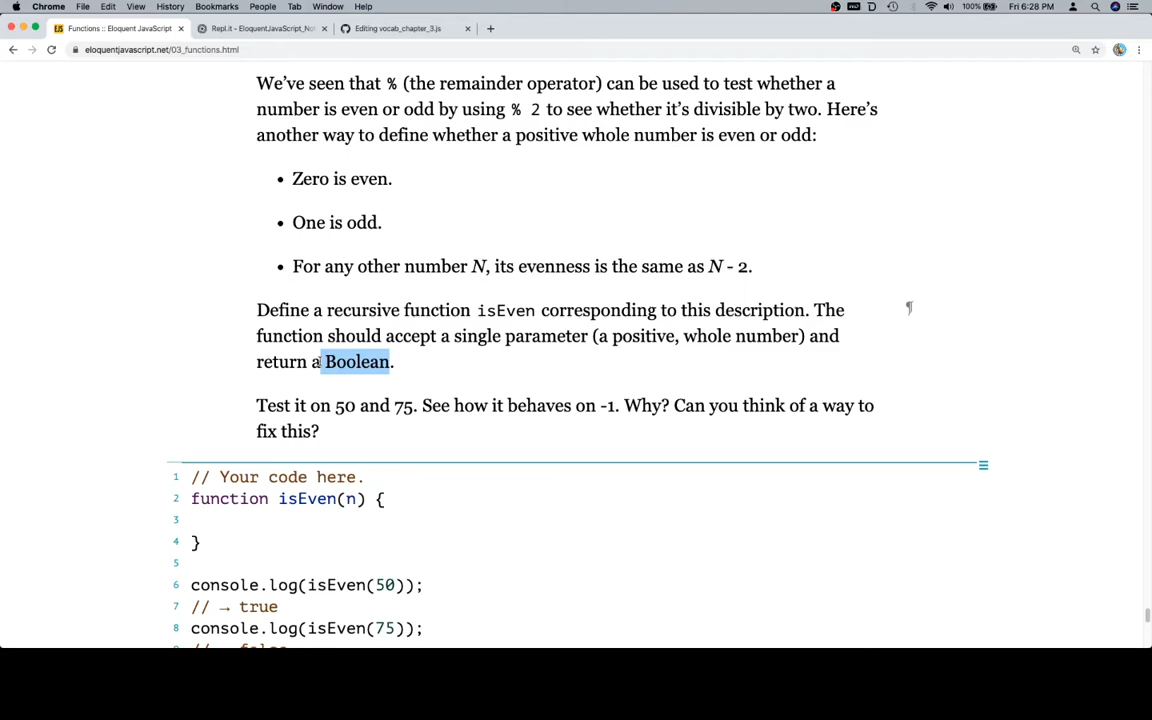 Chrome File Edit View History Bookmarks People Tab Window Help 100% Fri 6:28 PM
Functions :: Eloquent JavaScript Repl.it - EloquentJavaScript_No Editing vocab_chapter_3.js
eloquentjavascript.net/03_functions.html
We've seen that % (the remainder operator) can be used to test whether a
number is even or odd by using % 2 to see whether it's divisible by two. Here's
another way to define whether a positive whole number is even or odd:
• Zero is even.
• One is odd.
• For any other number N, its evenness is the same as N - 2.
Define a recursive function isEven corresponding to this description. The ¶
function should accept a single parameter (a positive, whole number) and
return a Boolean.
Test it on 50 and 75. See how it behaves on -1. Why? Can you think of a way to
fix this?
1 // Your code here.
2 function isEven(n) {
3
4 }
5
6 console.log(isEven(50));
7 // → true
8 console.log(isEven(75));